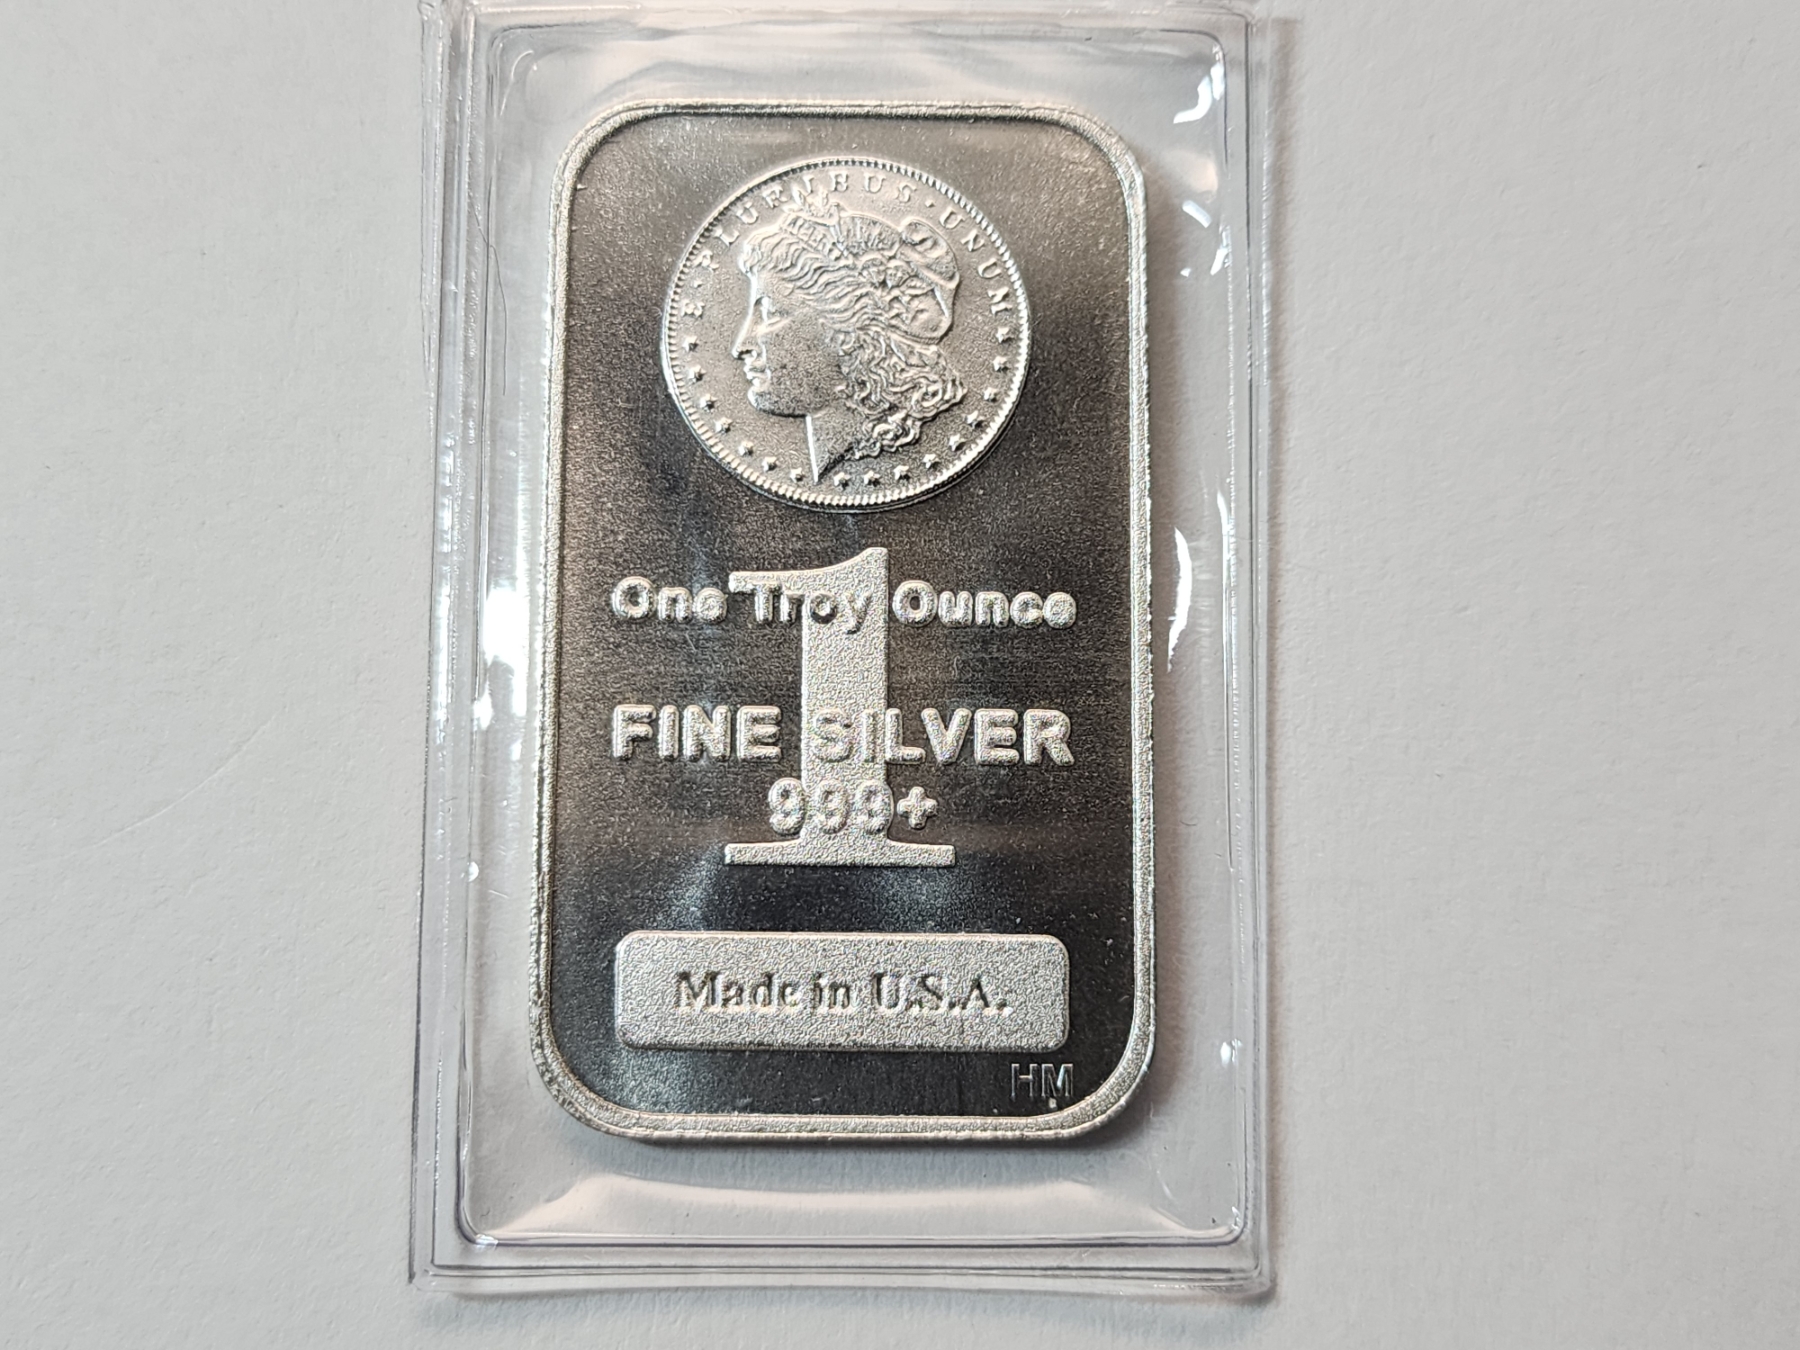 E · PLURIBUS · UNUM
1
One Troy Ounce
FINE SILVER
999+
Made in U.S.A.
HM